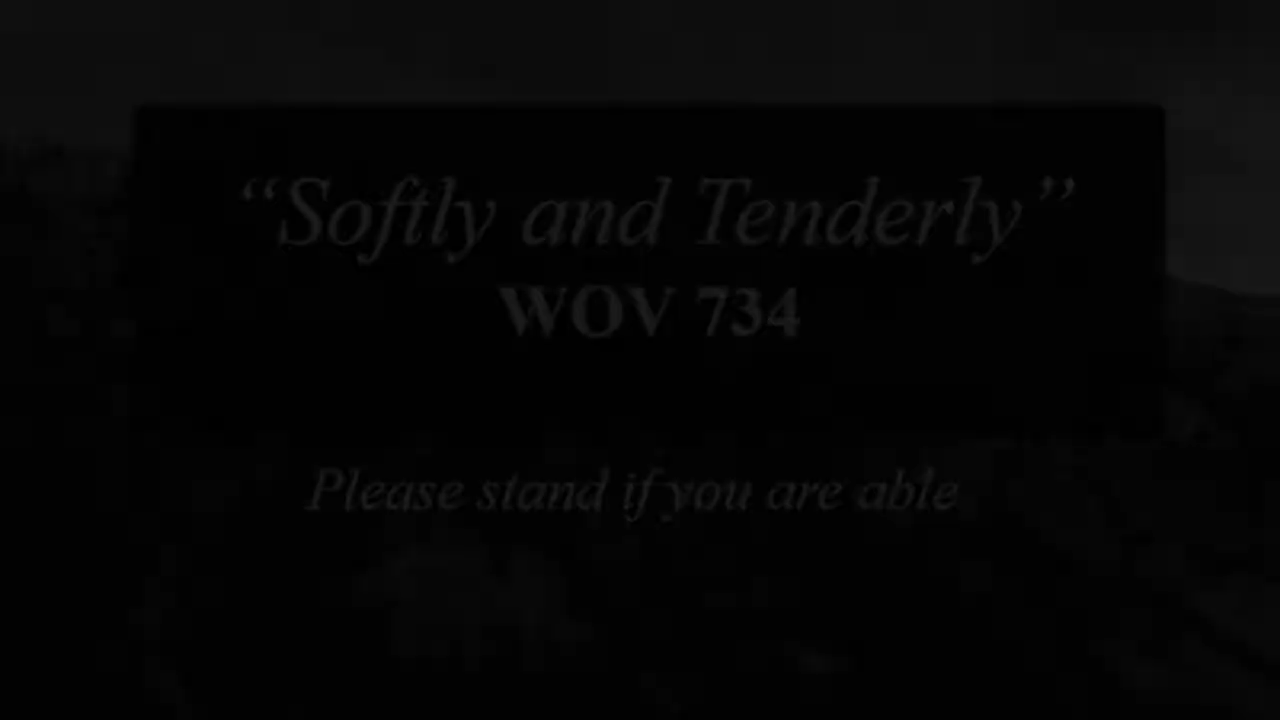 “Softly and Tenderly”
WOV 734
Please stand if you are able